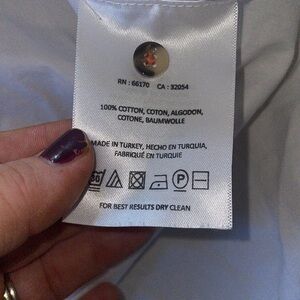 RN : 66170 CA : 32054
100% COTTON, COTON, ALGODON,
COTONE, BAUMWOLLE
MADE IN TURKEY, HECHO EN TURQUIA,
FABRIQUÉ EN TURQUIE
P
FOR BEST RESULTS DRY CLEAN